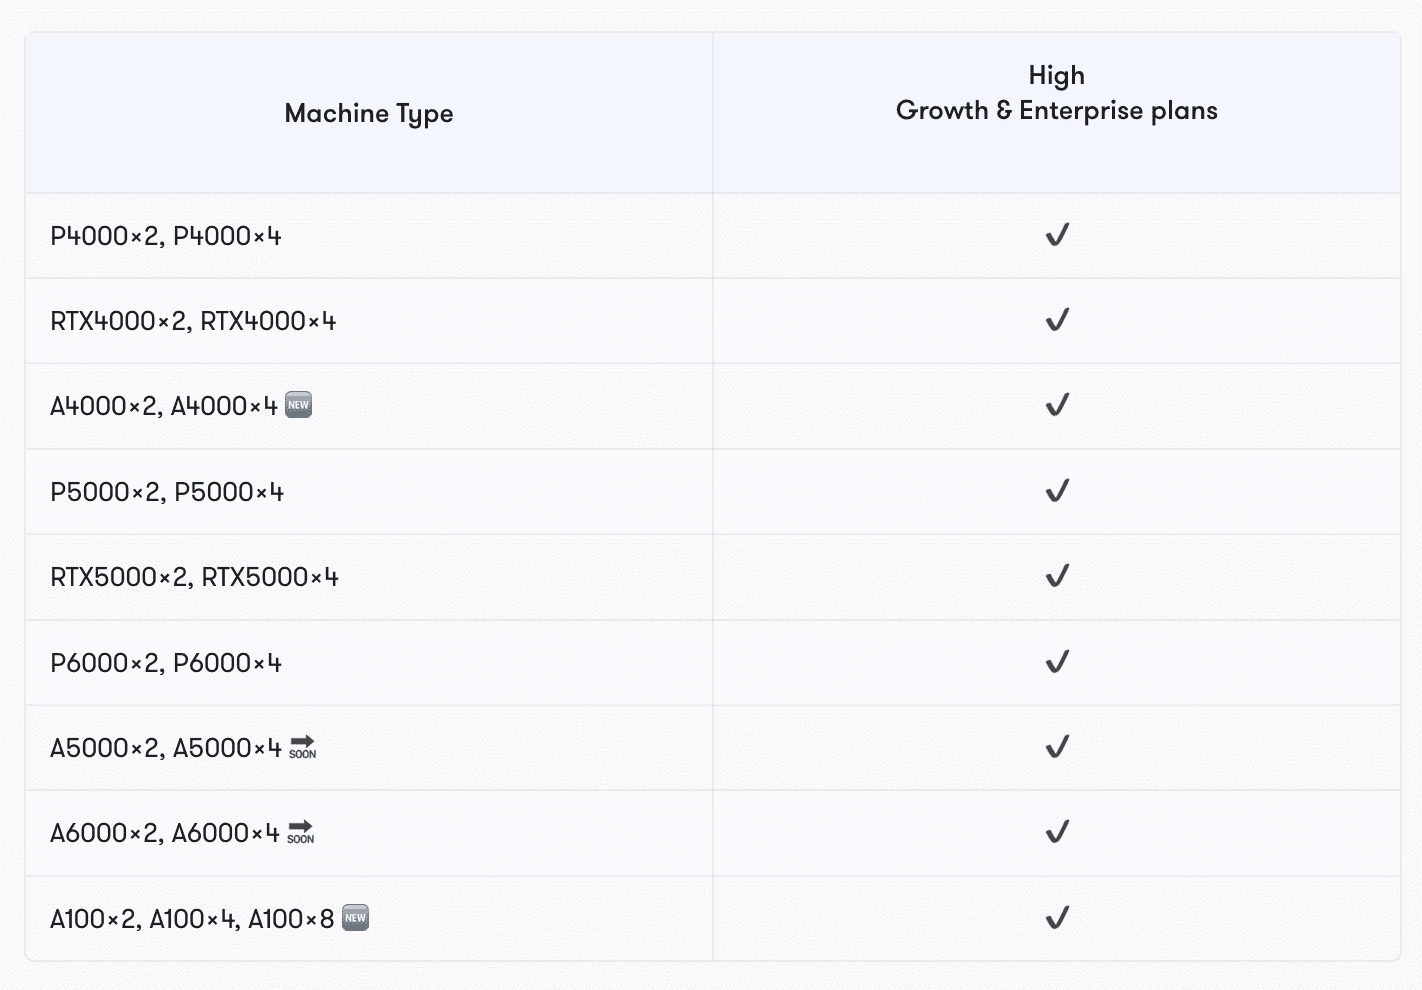 Machine Type
High
Growth & Enterprise plans
P4000×2, P4000×4 ✔
RTX4000×2, RTX4000×4 ✔
A4000×2, A4000×4 NEW ✔
P5000×2, P5000×4 ✔
RTX5000×2, RTX5000×4 ✔
P6000×2, P6000×4 ✔
A5000×2, A5000×4 SOON ✔
A6000×2, A6000×4 SOON ✔
A100×2, A100×4, A100×8 NEW ✔